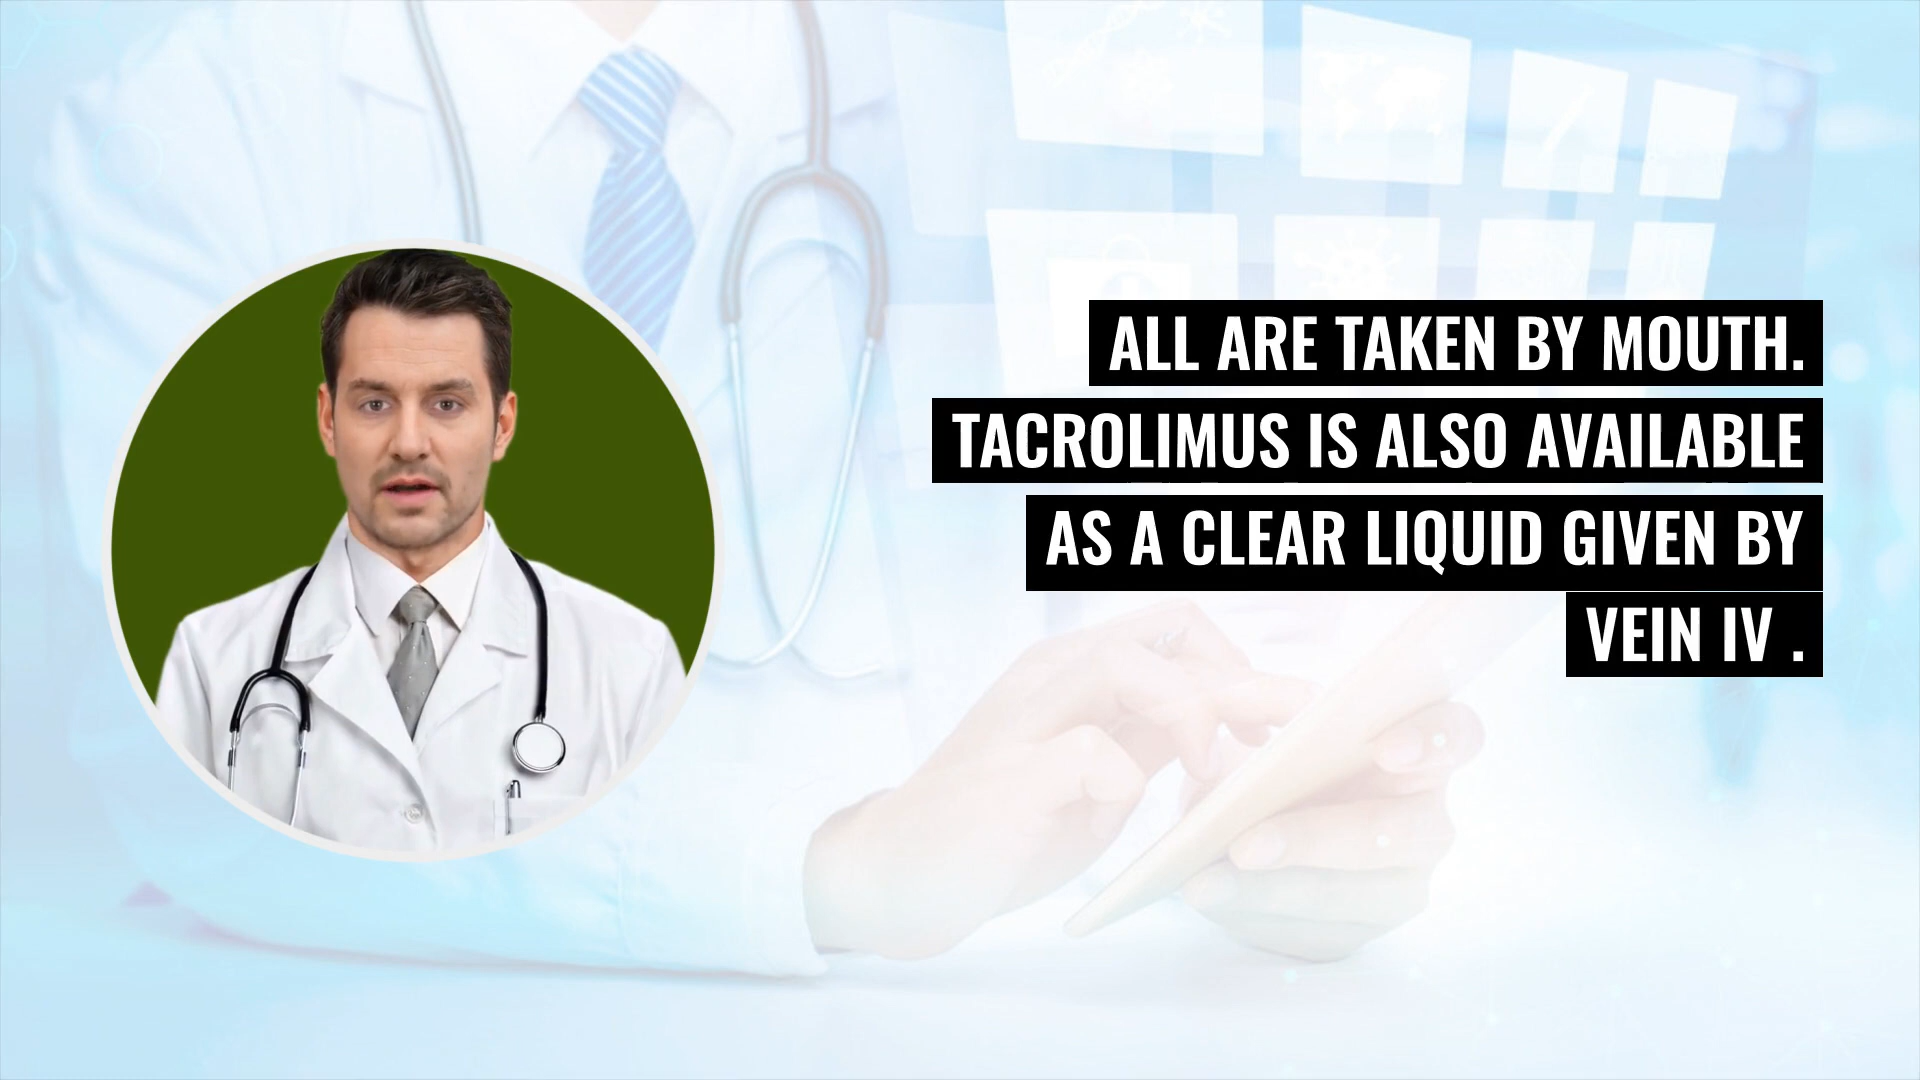 ALL ARE TAKEN BY MOUTH.
TACROLIMUS IS ALSO AVAILABLE
AS A CLEAR LIQUID GIVEN BY
VEIN IV .